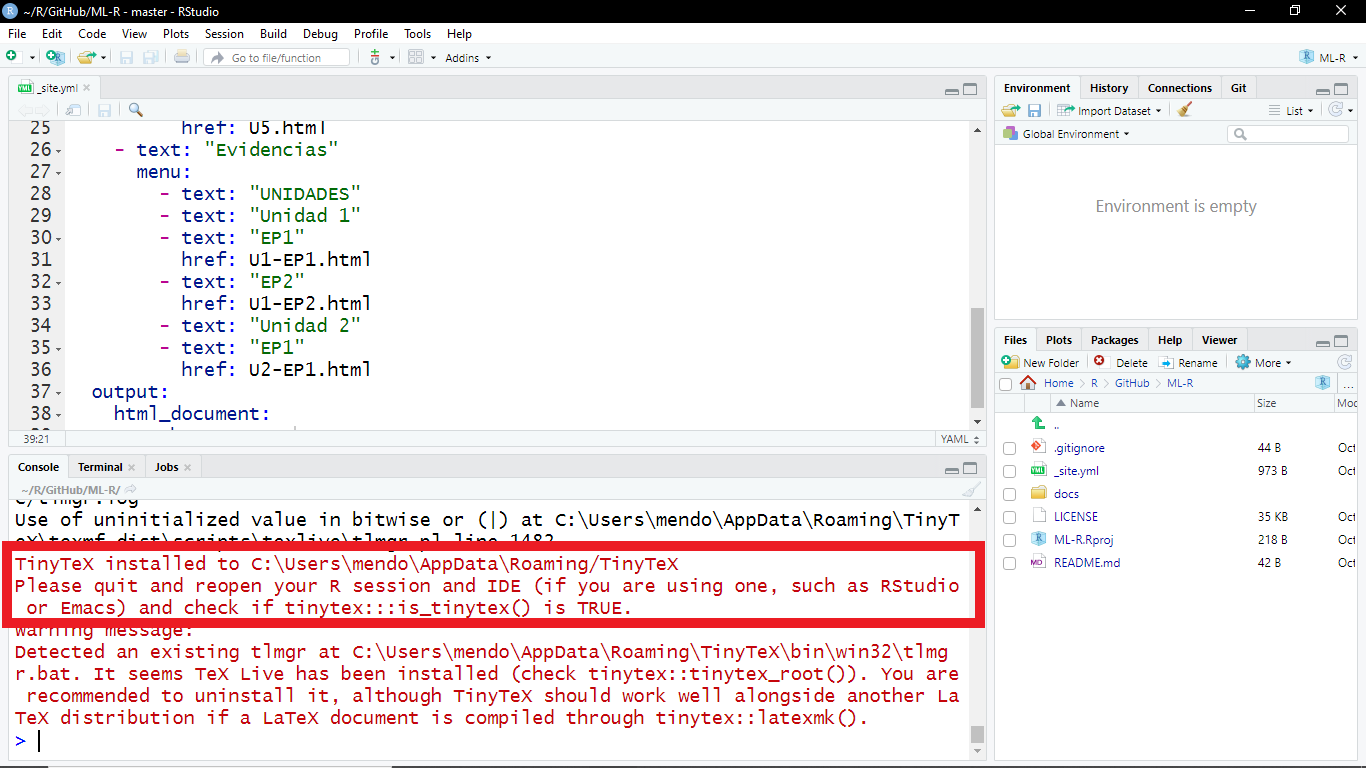 ~/R/GitHub/ML-R - master - RStudio
File Edit Code View Plots Session Build Debug Profile Tools Help
Go to file/function Addins ML-R
_site.yml
25 href: U5.html
26 - text: "Evidencias"
27 menu:
28 - text: "UNIDADES"
29 - text: "Unidad 1"
30 - text: "EP1"
31 href: U1-EP1.html
32 - text: "EP2"
33 href: U1-EP2.html
34 - text: "Unidad 2"
35 - text: "EP1"
36 href: U2-EP1.html
37 output:
38 html_document:
39:21 YAML
Console Terminal Jobs
~/R/GitHub/ML-R/
Use of uninitialized value in bitwise or (|) at C:\Users\mendo\AppData\Roaming\TinyT
eX\texmf-dist\scripts\texlive\tlmgr.pl line 1482
TinyTeX installed to C:\Users\mendo\AppData\Roaming/TinyTeX
Please quit and reopen your R session and IDE (if you are using one, such as RStudio
or Emacs) and check if tinytex:::is_tinytex() is TRUE.
Warning message:
Detected an existing tlmgr at C:\Users\mendo\AppData\Roaming\TinyTeX\bin\win32\tlmg
r.bat. It seems TeX Live has been installed (check tinytex::tinytex_root()). You are
recommended to uninstall it, although TinyTeX should work well alongside another La
TeX distribution if a LaTeX document is compiled through tinytex::latexmk().
>
Environment History Connections Git
Import Dataset List
Global Environment
Environment is empty
Files Plots Packages Help Viewer
New Folder Delete Rename More
Home R GitHub ML-R ...
Name Size Moc
..
.gitignore 44 B Oct
_site.yml 973 B Oct
docs
LICENSE 35 KB Oct
ML-R.Rproj 218 B Oct
README.md 42 B Oct